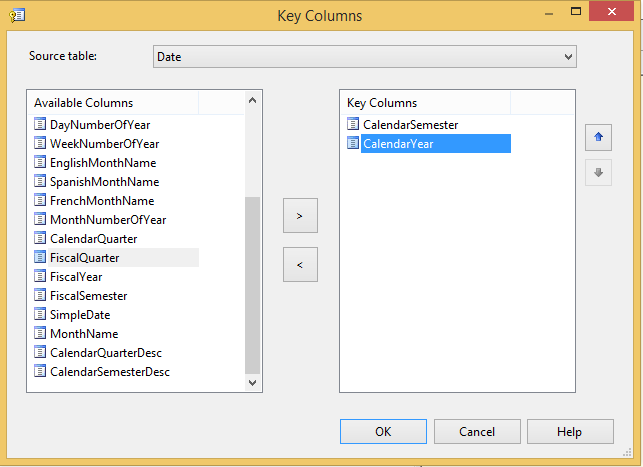 Key Columns
Source table:
Date
Available Columns
DayNumberOfYear
WeekNumberOfYear
EnglishMonthName
SpanishMonthName
FrenchMonthName
MonthNumberOfYear
CalendarQuarter
FiscalQuarter
FiscalYear
FiscalSemester
SimpleDate
MonthName
CalendarQuarterDesc
CalendarSemesterDesc
>
<
Key Columns
CalendarSemester
CalendarYear
OK
Cancel
Help